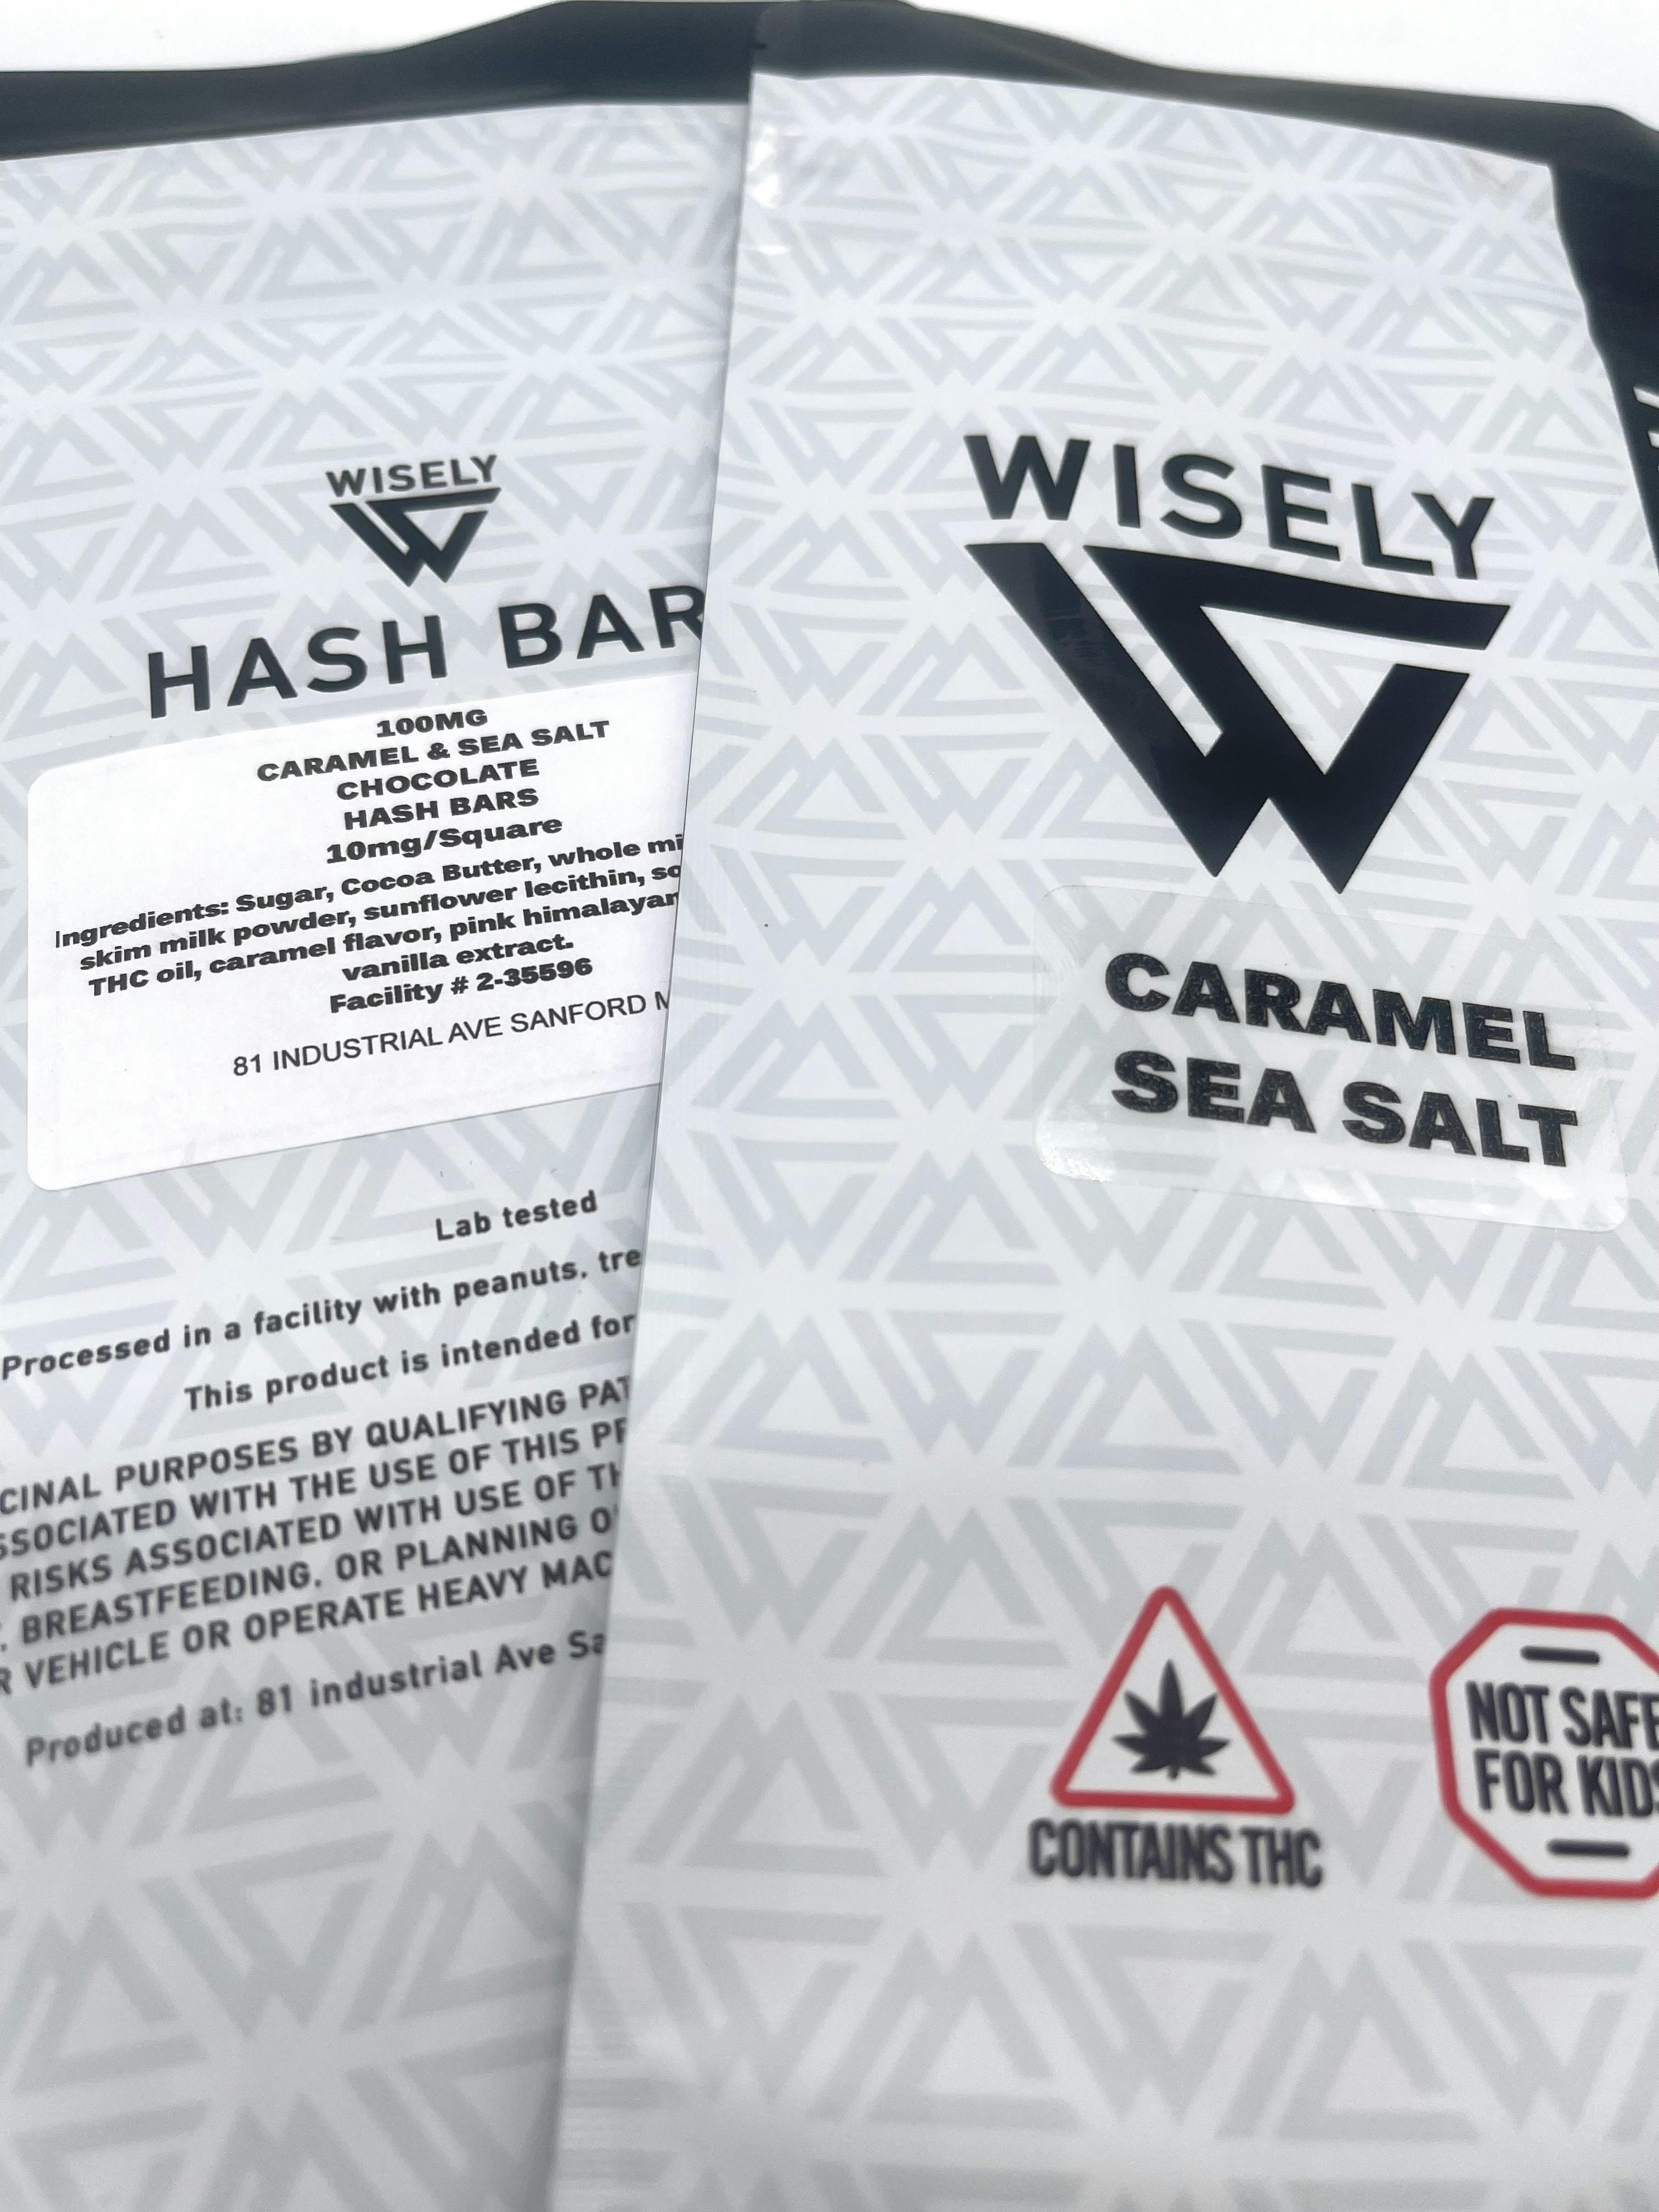 WISELY
HASH BAR
100MG
CARAMEL & SEA SALT
CHOCOLATE
HASH BARS
10mg/Square
Ingredients: Sugar, Cocoa Butter, whole mi
skim milk powder, sunflower lecithin, so
THC oil, caramel flavor, pink himalayan
vanilla extract.
Facility # 2-35596
81 INDUSTRIAL AVE SANFORD M
Lab tested
Processed in a facility with peanuts, tre
This product is intended for
CINAL PURPOSES BY QUALIFYING PAT
SSOCIATED WITH THE USE OF THIS PR
RISKS ASSOCIATED WITH USE OF TH
, BREASTFEEDING, OR PLANNING O
R VEHICLE OR OPERATE HEAVY MAC
Produced at: 81 industrial Ave Sa
WISELY
CARAMEL
SEA SALT
CONTAINS THC
NOT SAFE
FOR KIDS